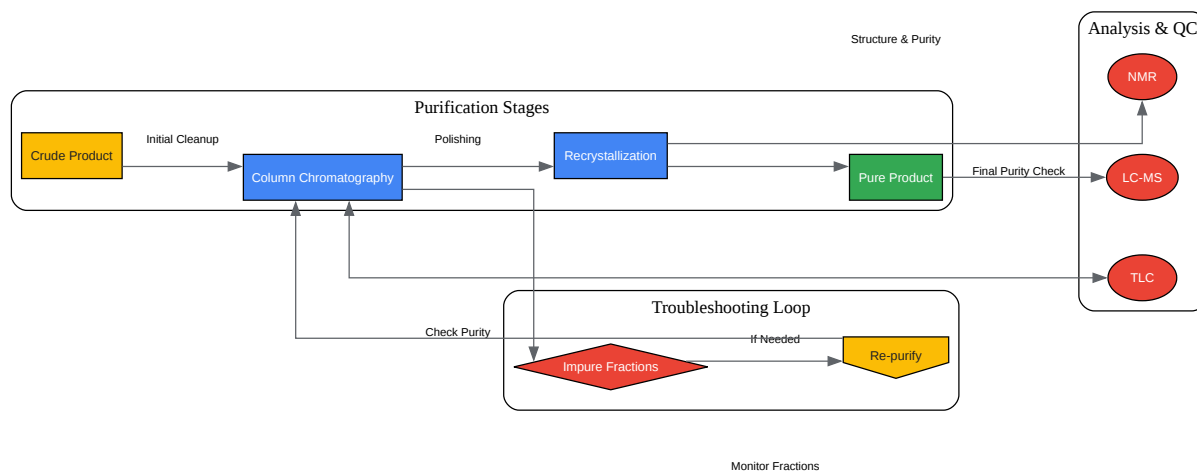 Structure & Purity
Analysis & QC
NMR
Purification Stages
Crude Product
Initial Cleanup
Column Chromatography
Polishing
Recrystallization
Pure Product
Final Purity Check
LC-MS
TLC
Troubleshooting Loop
Check Purity
Impure Fractions
If Needed
Re-purify
Monitor Fractions